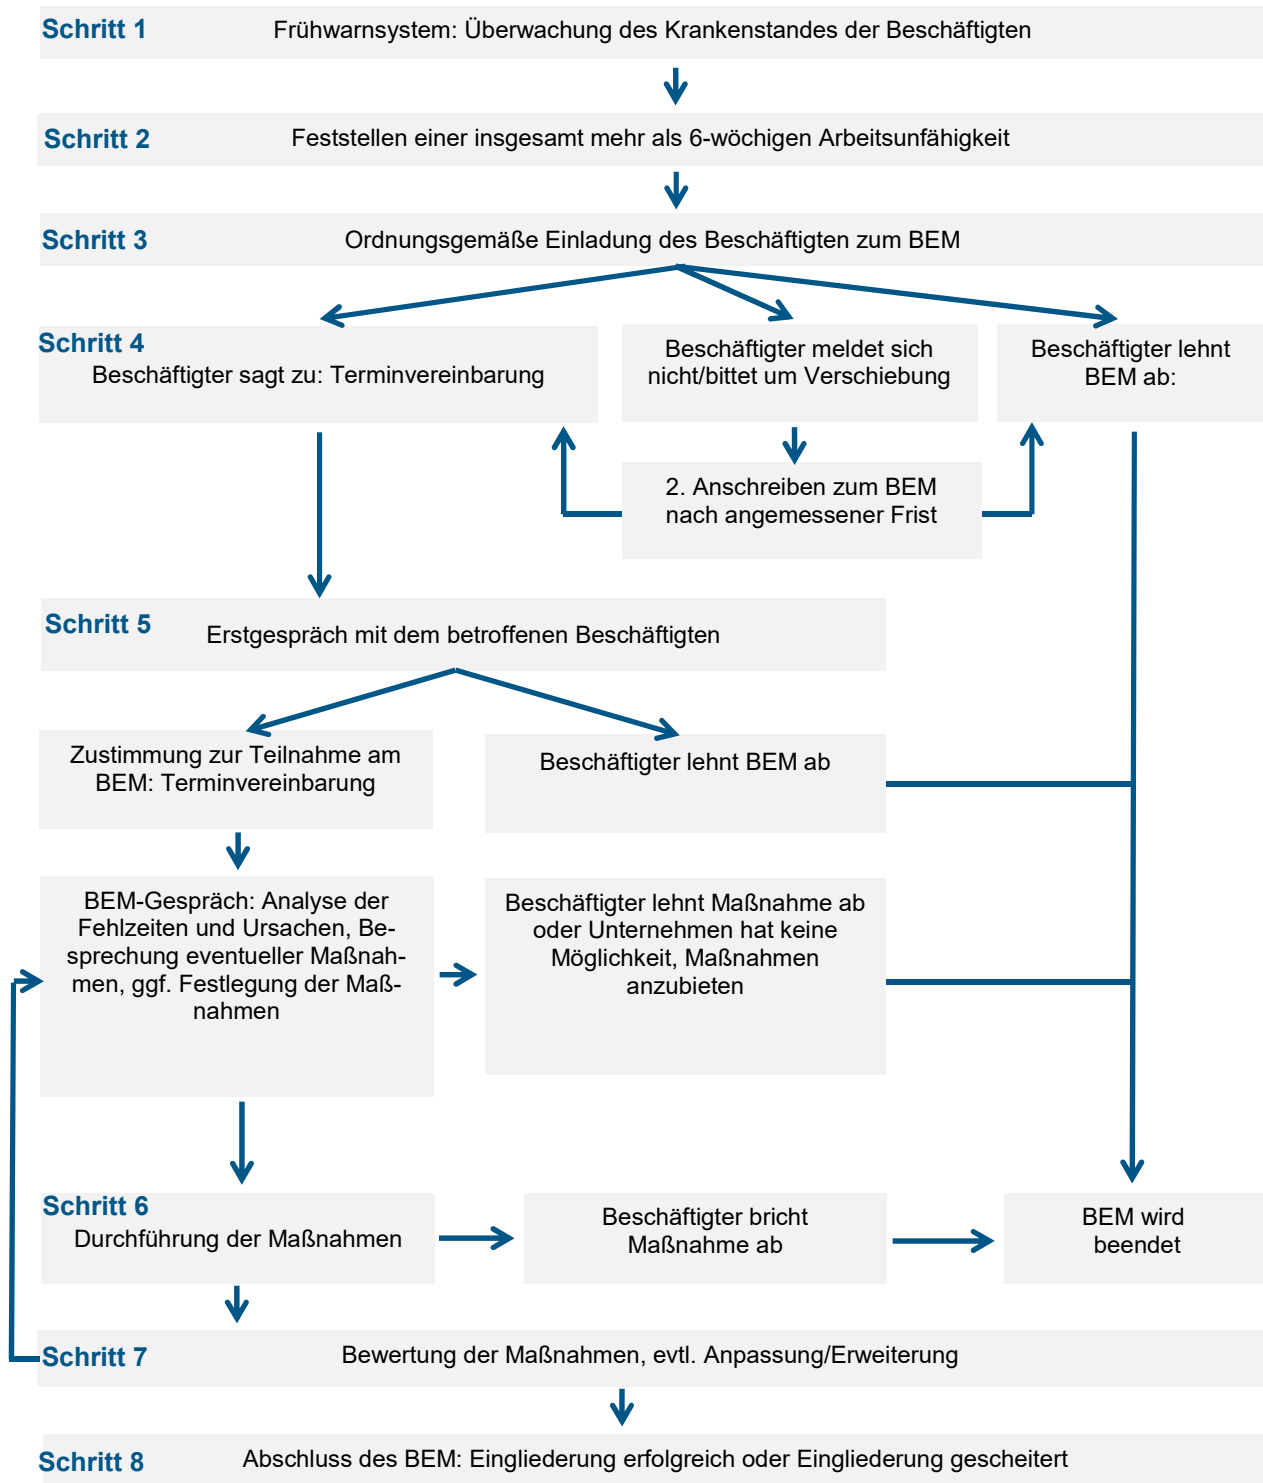 Schritt 1
Frühwarnsystem: Überwachung des Krankenstandes der Beschäftigten
Schritt 2
Feststellen einer insgesamt mehr als 6-wöchigen Arbeitsunfähigkeit
Schritt 3
Ordnungsgemäße Einladung des Beschäftigten zum BEM
Schritt 4
Beschäftigter sagt zu: Terminvereinbarung
Beschäftigter meldet sich
nicht/bittet um Verschiebung
Beschäftigter lehnt
BEM ab:
2. Anschreiben zum BEM
nach angemessener Frist
Schritt 5
Erstgespräch mit dem betroffenen Beschäftigten
Zustimmung zur Teilnahme am
BEM: Terminvereinbarung
Beschäftigter lehnt BEM ab
BEM-Gespräch: Analyse der
Fehlzeiten und Ursachen, Be-
sprechung eventueller Maßnah-
men, ggf. Festlegung der Maß-
nahmen
Beschäftigter lehnt Maßnahme ab
oder Unternehmen hat keine
Möglichkeit, Maßnahmen
anzubieten
Schritt 6
Durchführung der Maßnahmen
Beschäftigter bricht
Maßnahme ab
BEM wird
beendet
Schritt 7
Bewertung der Maßnahmen, evtl. Anpassung/Erweiterung
Schritt 8
Abschluss des BEM: Eingliederung erfolgreich oder Eingliederung gescheitert